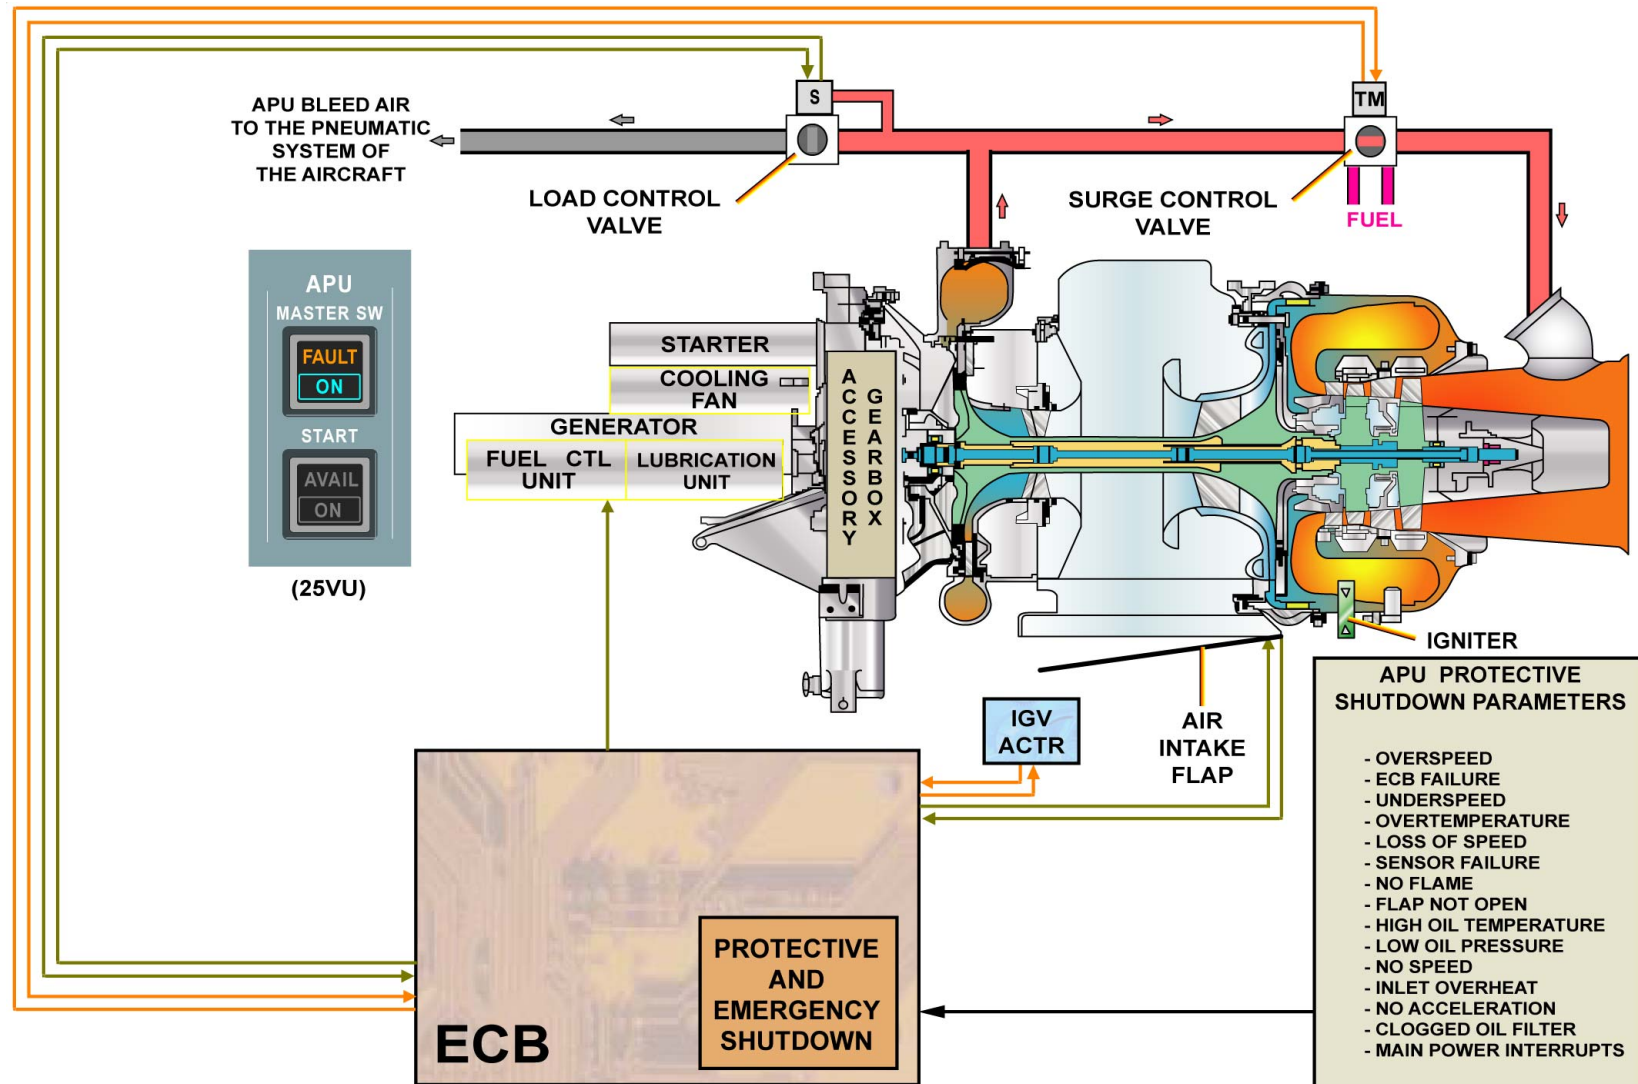 APU BLEED AIR
TO THE PNEUMATIC
SYSTEM OF
THE AIRCRAFT
S
LOAD CONTROL
VALVE
TM
SURGE CONTROL
VALVE
FUEL
APU
MASTER SW
FAULT
ON
START
AVAIL
ON
(25VU)
STARTER
COOLING
FAN
GENERATOR
FUEL CTL
UNIT
LUBRICATION
UNIT
ACCESSORY
GEARBOX
IGNITER
AIR
INTAKE
FLAP
IGV
ACTR
ECB
PROTECTIVE
AND
EMERGENCY
SHUTDOWN
APU PROTECTIVE
SHUTDOWN PARAMETERS
- OVERSPEED
- ECB FAILURE
- UNDERSPEED
- OVERTEMPERATURE
- LOSS OF SPEED
- SENSOR FAILURE
- NO FLAME
- FLAP NOT OPEN
- HIGH OIL TEMPERATURE
- LOW OIL PRESSURE
- NO SPEED
- INLET OVERHEAT
- NO ACCELERATION
- CLOGGED OIL FILTER
- MAIN POWER INTERRUPTS